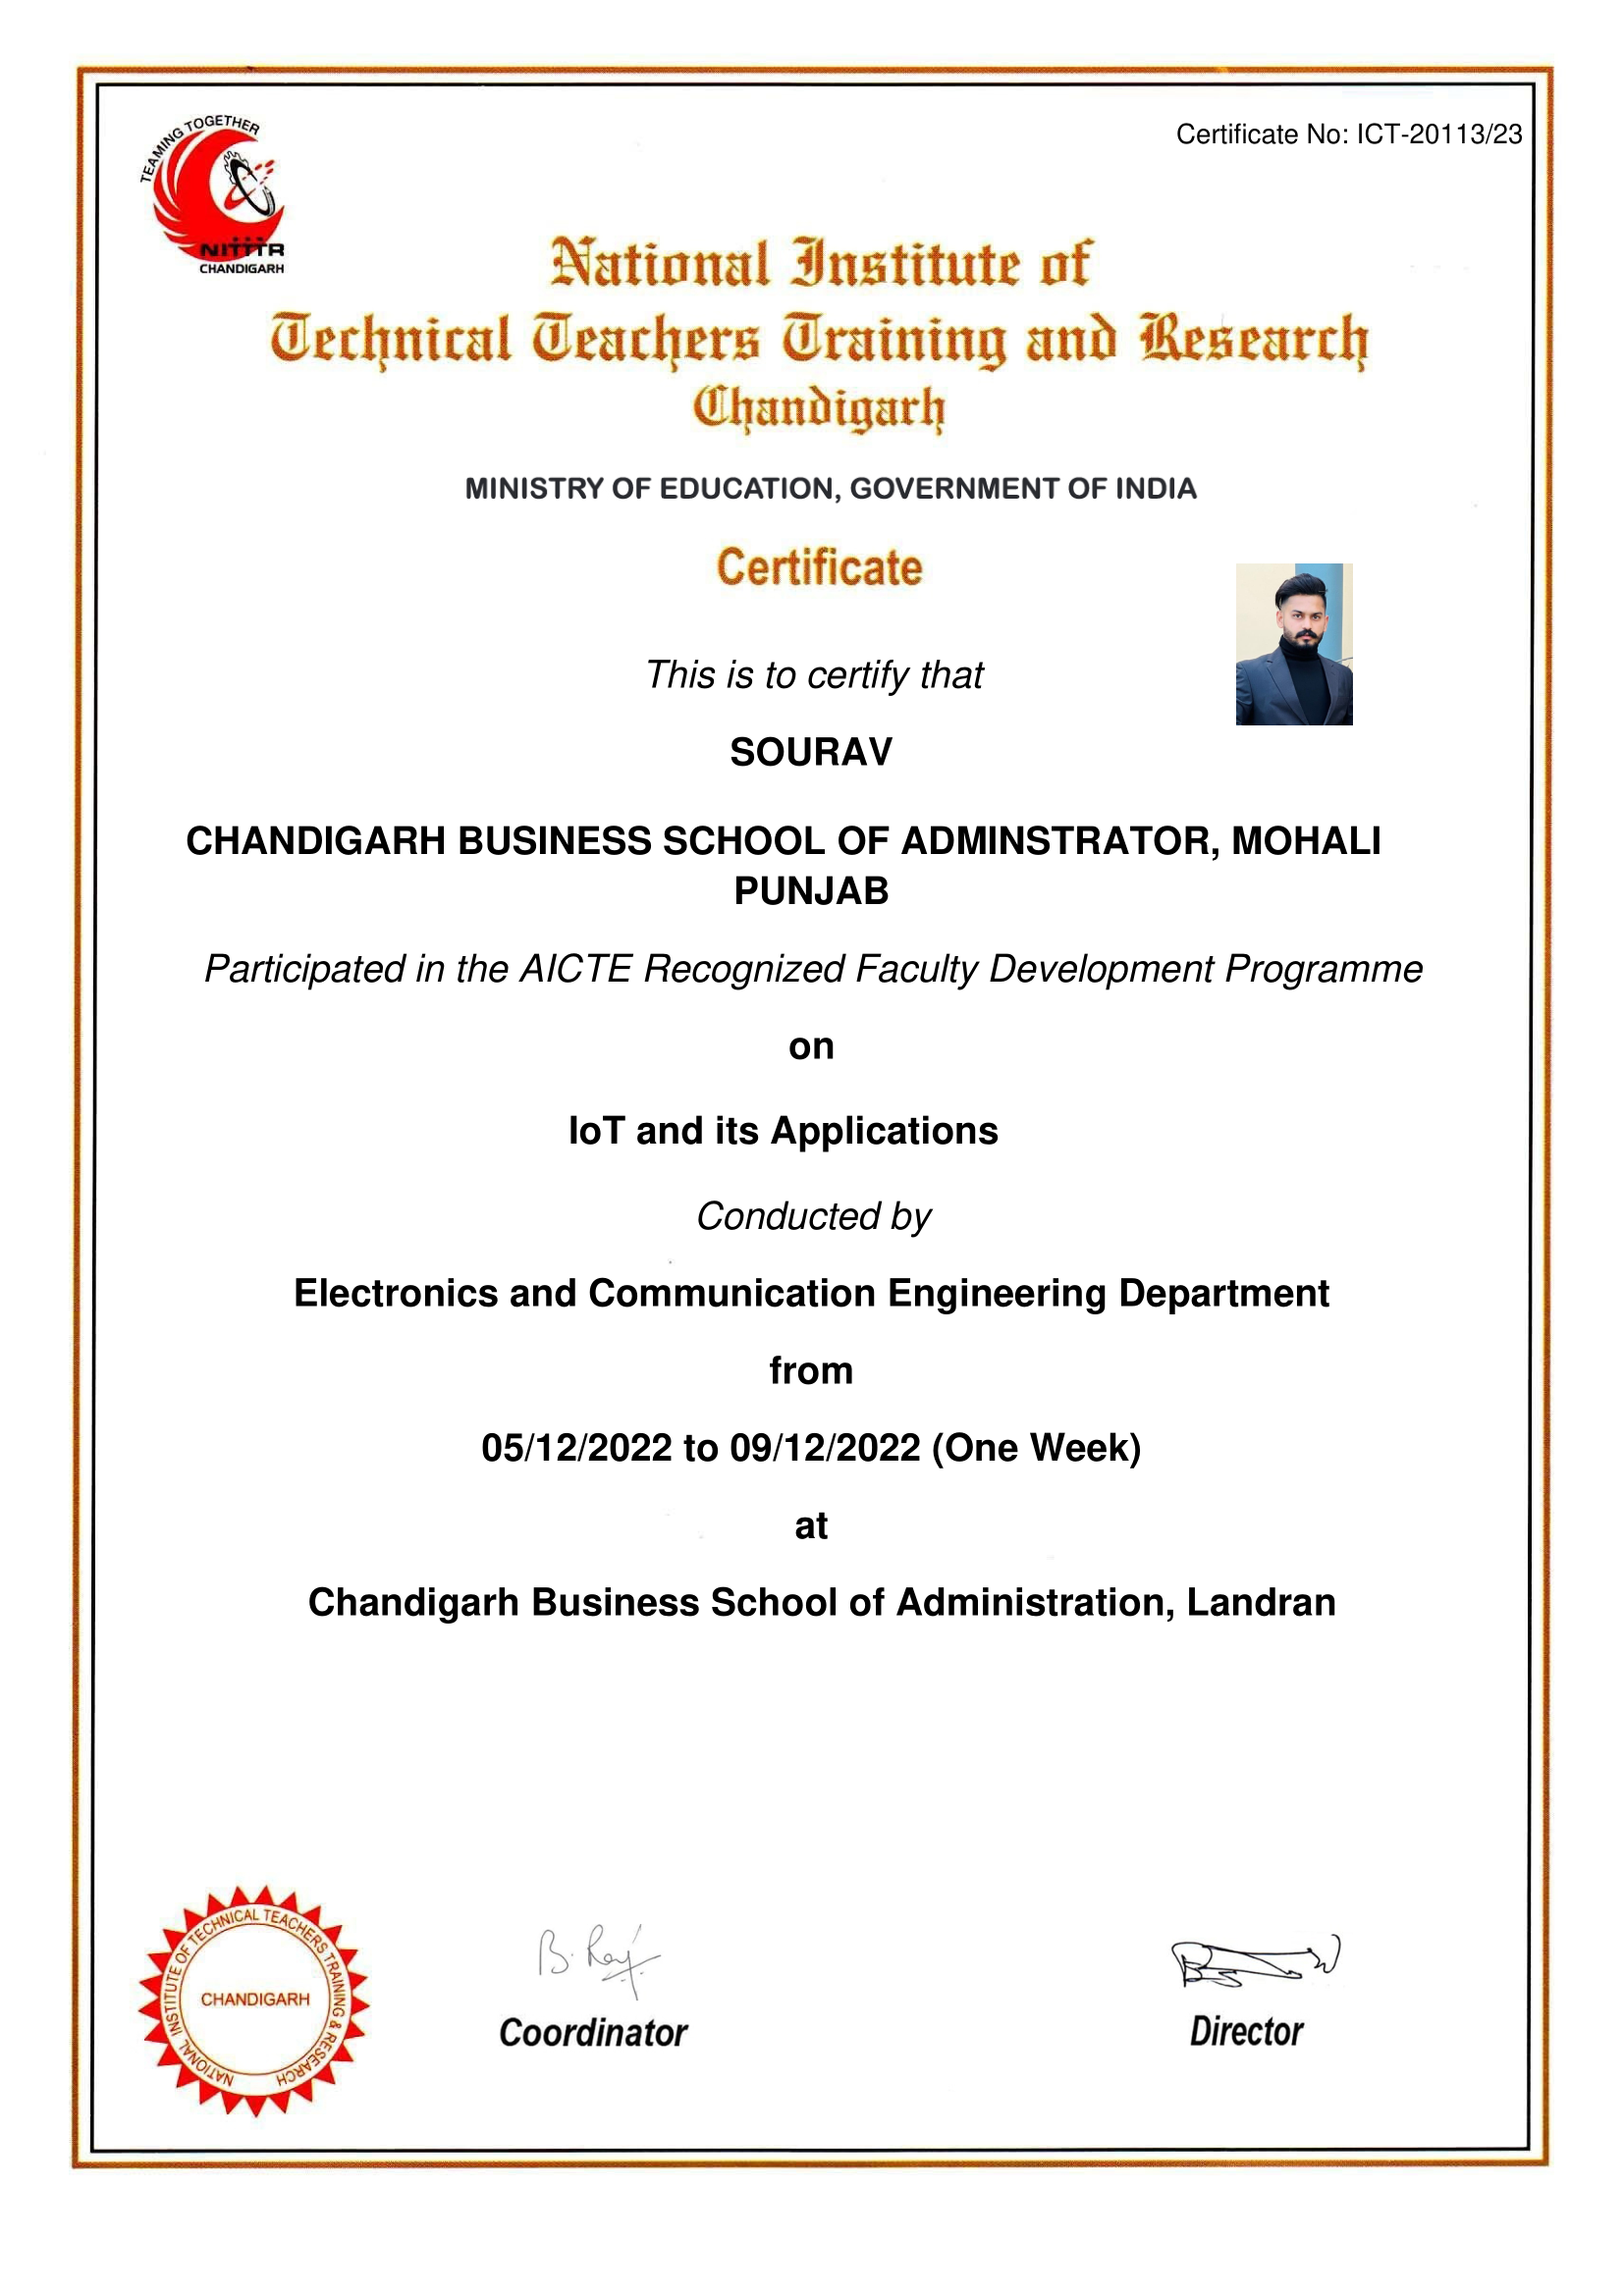 TEAMING TOGETHER
NITTTR
CHANDIGARH
Certificate No: ICT-20113/23
National Institute of
Technical Teachers Training and Research
Chandigarh
MINISTRY OF EDUCATION, GOVERNMENT OF INDIA
Certificate
This is to certify that
SOURAV
CHANDIGARH BUSINESS SCHOOL OF ADMINSTRATOR, MOHALI
PUNJAB
Participated in the AICTE Recognized Faculty Development Programme
on
IoT and its Applications
Conducted by
Electronics and Communication Engineering Department
from
05/12/2022 to 09/12/2022 (One Week)
at
Chandigarh Business School of Administration, Landran
NATIONAL INSTITUTE OF TECHNICAL TEACHERS TRAINING & RESEARCH
CHANDIGARH
B. Raj
Coordinator
Director